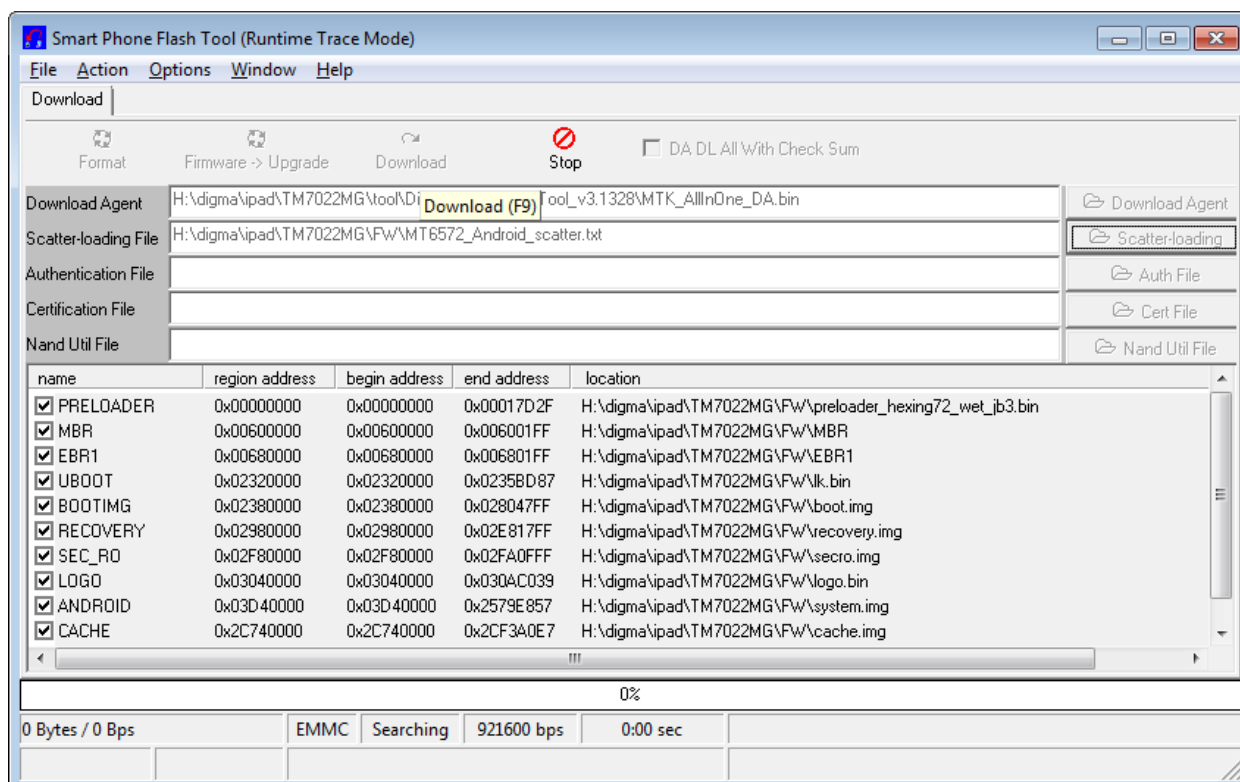 Smart Phone Flash Tool (Runtime Trace Mode)
File Action Options Window Help
Download
Format Firmware -> Upgrade Download Stop DA DL All With Check Sum
Download Agent H:\digma\ipad\TM7022MG\tool\Di Download (F9) Tool_v3.1328\MTK_AllInOne_DA.bin Download Agent
Scatter-loading File H:\digma\ipad\TM7022MG\FW\MT6572_Android_scatter.txt Scatter-loading
Authentication File Auth File
Certification File Cert File
Nand Util File Nand Util File
name region address begin address end address location
PRELOADER 0x00000000 0x00000000 0x00017D2F H:\digma\ipad\TM7022MG\FW\preloader_hexing72_wet_jb3.bin
MBR 0x00600000 0x00600000 0x006001FF H:\digma\ipad\TM7022MG\FW\MBR
EBR1 0x00680000 0x00680000 0x006801FF H:\digma\ipad\TM7022MG\FW\EBR1
UBOOT 0x02320000 0x02320000 0x0235BD87 H:\digma\ipad\TM7022MG\FW\lk.bin
BOOTIMG 0x02380000 0x02380000 0x028047FF H:\digma\ipad\TM7022MG\FW\boot.img
RECOVERY 0x02980000 0x02980000 0x02E817FF H:\digma\ipad\TM7022MG\FW\recovery.img
SEC_RO 0x02F80000 0x02F80000 0x02FA0FFF H:\digma\ipad\TM7022MG\FW\secro.img
LOGO 0x03040000 0x03040000 0x030AC039 H:\digma\ipad\TM7022MG\FW\logo.bin
ANDROID 0x03D40000 0x03D40000 0x2579E857 H:\digma\ipad\TM7022MG\FW\system.img
CACHE 0x2C740000 0x2C740000 0x2CF3A0E7 H:\digma\ipad\TM7022MG\FW\cache.img
0%
0 Bytes / 0 Bps EMMC Searching 921600 bps 0:00 sec